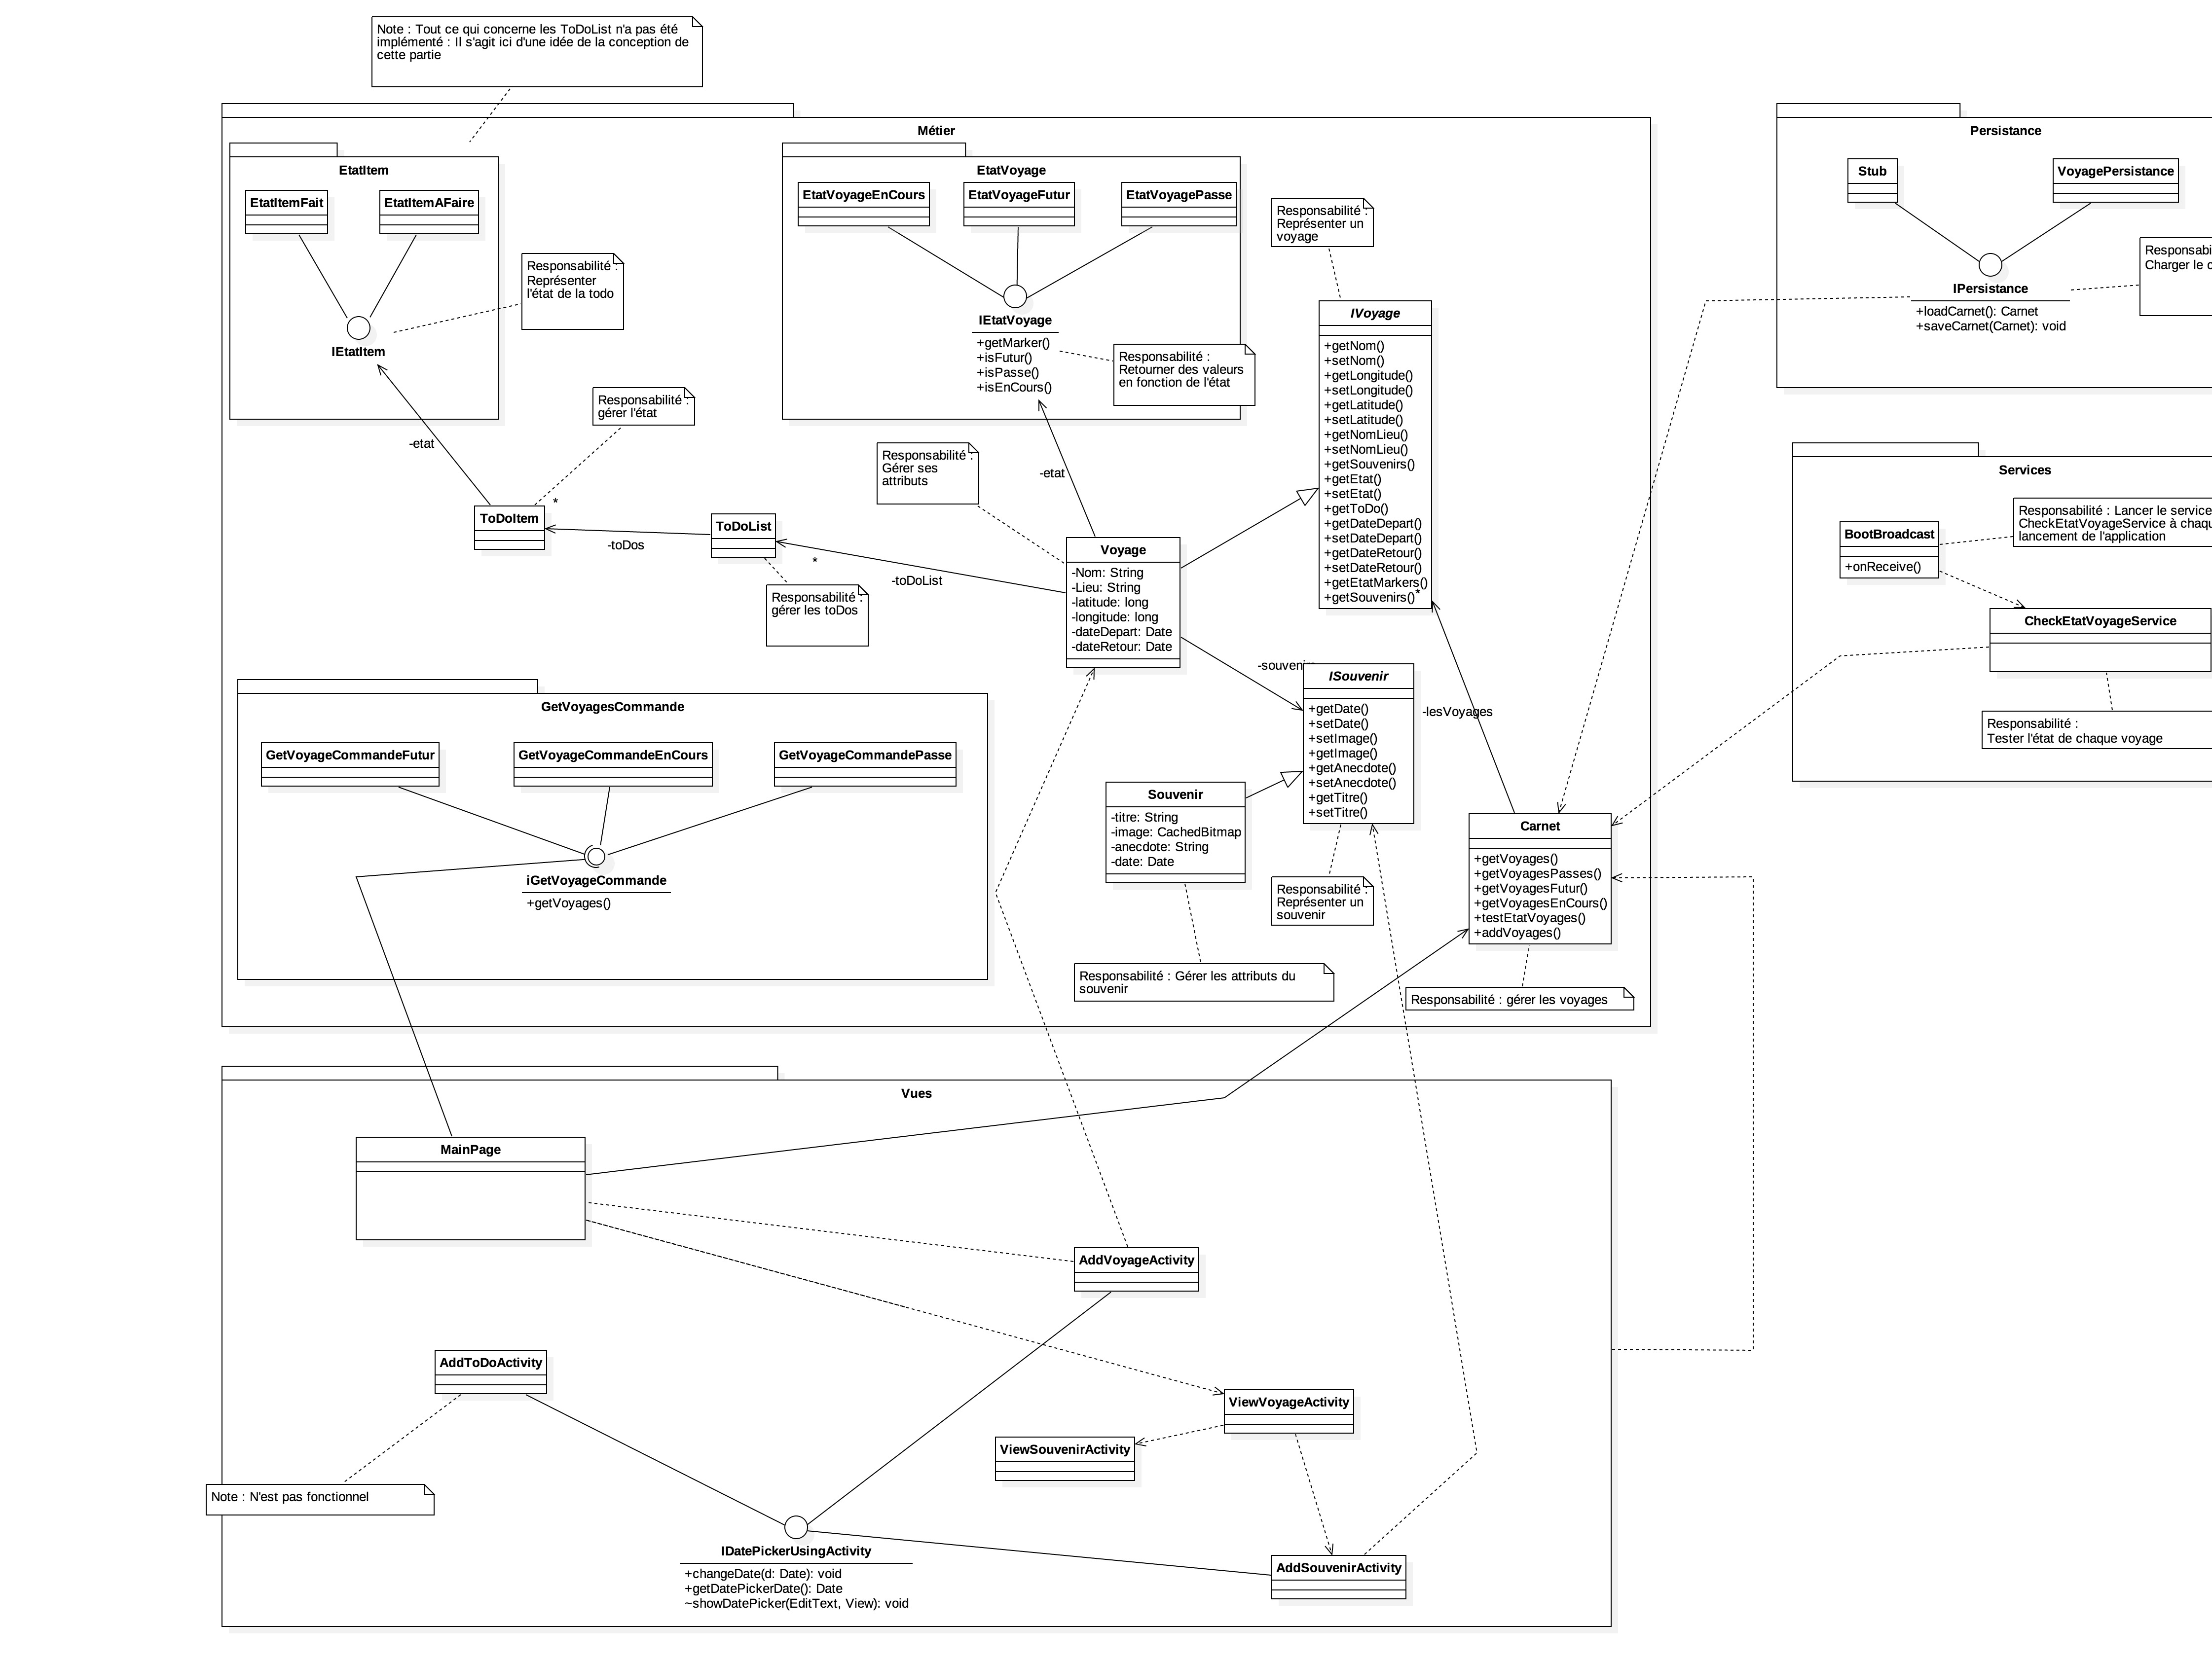 Note : Tout ce qui concerne les ToDoList n'a pas été
implémenté : Il s'agit ici d'une idée de la conception de
cette partie
Métier
EtatItem
EtatItemFait
EtatItemAFaire
Responsabilité :
Représenter
l'état de la todo
IEtatItem
-etat
Responsabilité :
gérer l'état
*
ToDoItem
-toDos
ToDoList
*
-toDoList
Responsabilité :
gérer les toDos
EtatVoyage
EtatVoyageEnCours
EtatVoyageFutur
EtatVoyagePasse
IEtatVoyage
+getMarker()
+isFutur()
+isPasse()
+isEnCours()
Responsabilité :
Retourner des valeurs
en fonction de l'état
-etat
Responsabilité :
Gérer ses
attributs
Voyage
-Nom: String
-Lieu: String
-latitude: long
-longitude: long
-dateDepart: Date
-dateRetour: Date
Responsabilité :
Représenter un
voyage
IVoyage
+getNom()
+setNom()
+getLongitude()
+setLongitude()
+getLatitude()
+setLatitude()
+getNomLieu()
+setNomLieu()
+getSouvenirs()
+getEtat()
+setEtat()
+getToDo()
+getDateDepart()
+setDateDepart()
+getDateRetour()
+setDateRetour()
+getEtatMarkers()
+getSouvenirs()
*
-souvenirs
ISouvenir
+getDate()
+setDate()
+setImage()
+getImage()
+getAnecdote()
+setAnecdote()
+getTitre()
+setTitre()
-lesVoyages
Souvenir
-titre: String
-image: CachedBitmap
-anecdote: String
-date: Date
Responsabilité :
Représenter un
souvenir
Responsabilité : Gérer les attributs du
souvenir
Carnet
+getVoyages()
+getVoyagesPasses()
+getVoyagesFutur()
+getVoyagesEnCours()
+testEtatVoyages()
+addVoyages()
Responsabilité : gérer les voyages
GetVoyagesCommande
GetVoyageCommandeFutur
GetVoyageCommandeEnCours
GetVoyageCommandePasse
iGetVoyageCommande
+getVoyages()
Persistance
Stub
VoyagePersistance
IPersistance
+loadCarnet(): Carnet
+saveCarnet(Carnet): void
Charger le
Services
Responsabilité : Lancer le service
CheckEtatVoyageService à
lancement de l'application
BootBroadcast
+onReceive()
CheckEtatVoyageService
Responsabilité :
Tester l'état de chaque voyage
Vues
MainPage
AddVoyageActivity
AddToDoActivity
ViewVoyageActivity
ViewSouvenirActivity
Note : N'est pas fonctionnel
IDatePickerUsingActivity
+changeDate(d: Date): void
+getDatePickerDate(): Date
~showDatePicker(EditText, View): void
AddSouvenirActivity